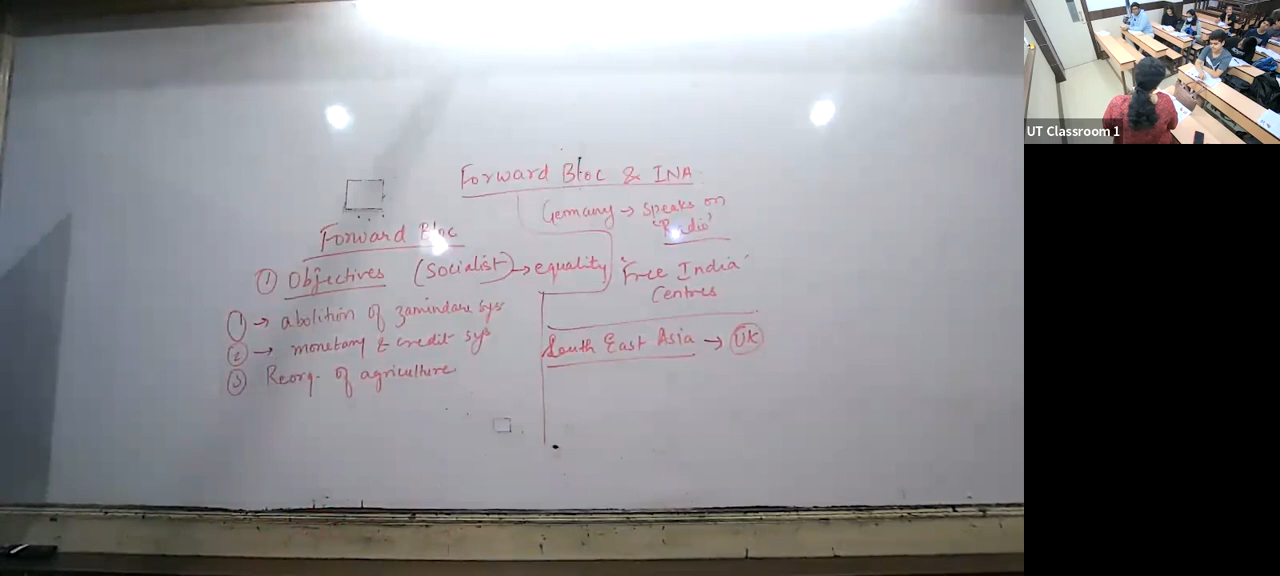 Forward Bloc & INA
Germany → speaks on
'Radio'
'Free India'
Centres
South East Asia → UK
Forward Bloc
① Objectives (Socialist) → equality
① → abolition of zamindari sys
② → monetary & credit sys
③ Reorg. of agriculture
UT Classroom 1